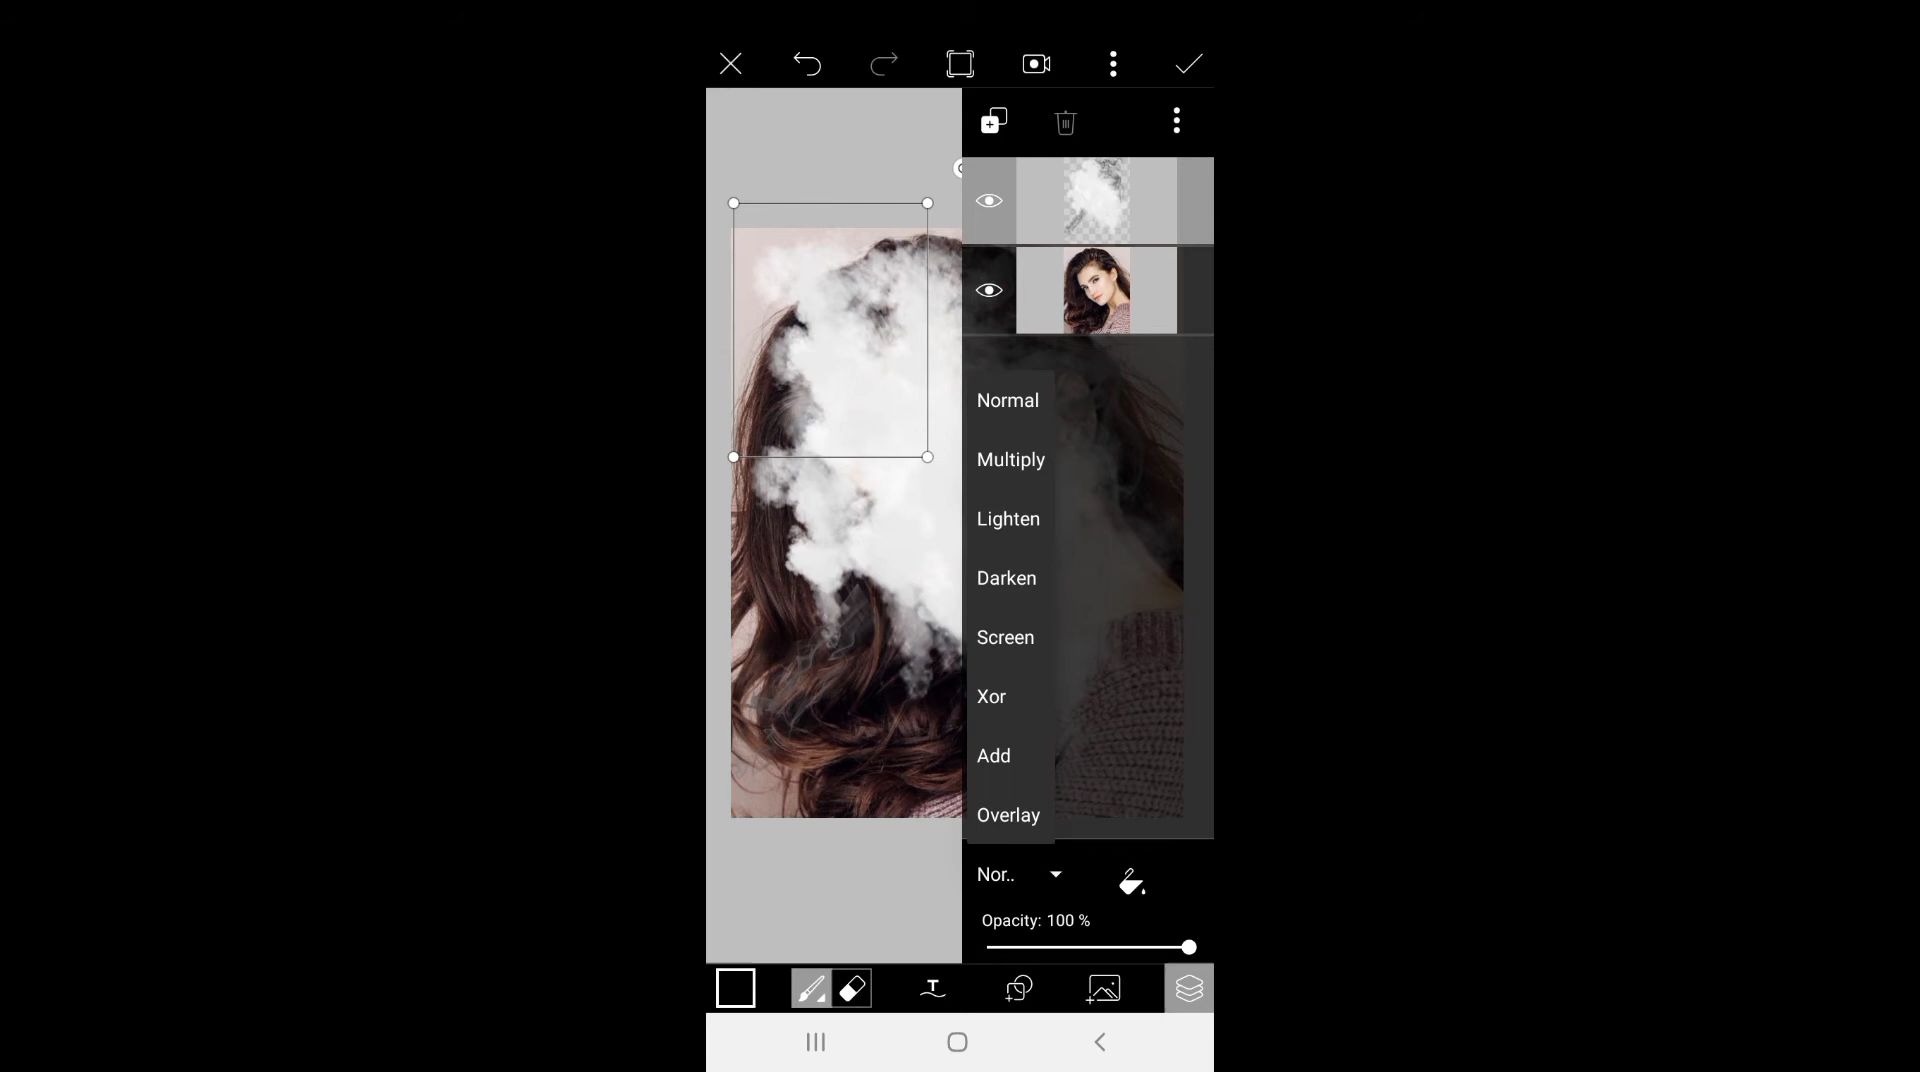 Normal
Multiply
Lighten
Darken
Screen
Xor
Add
Overlay
Nor..
Opacity: 100 %
T